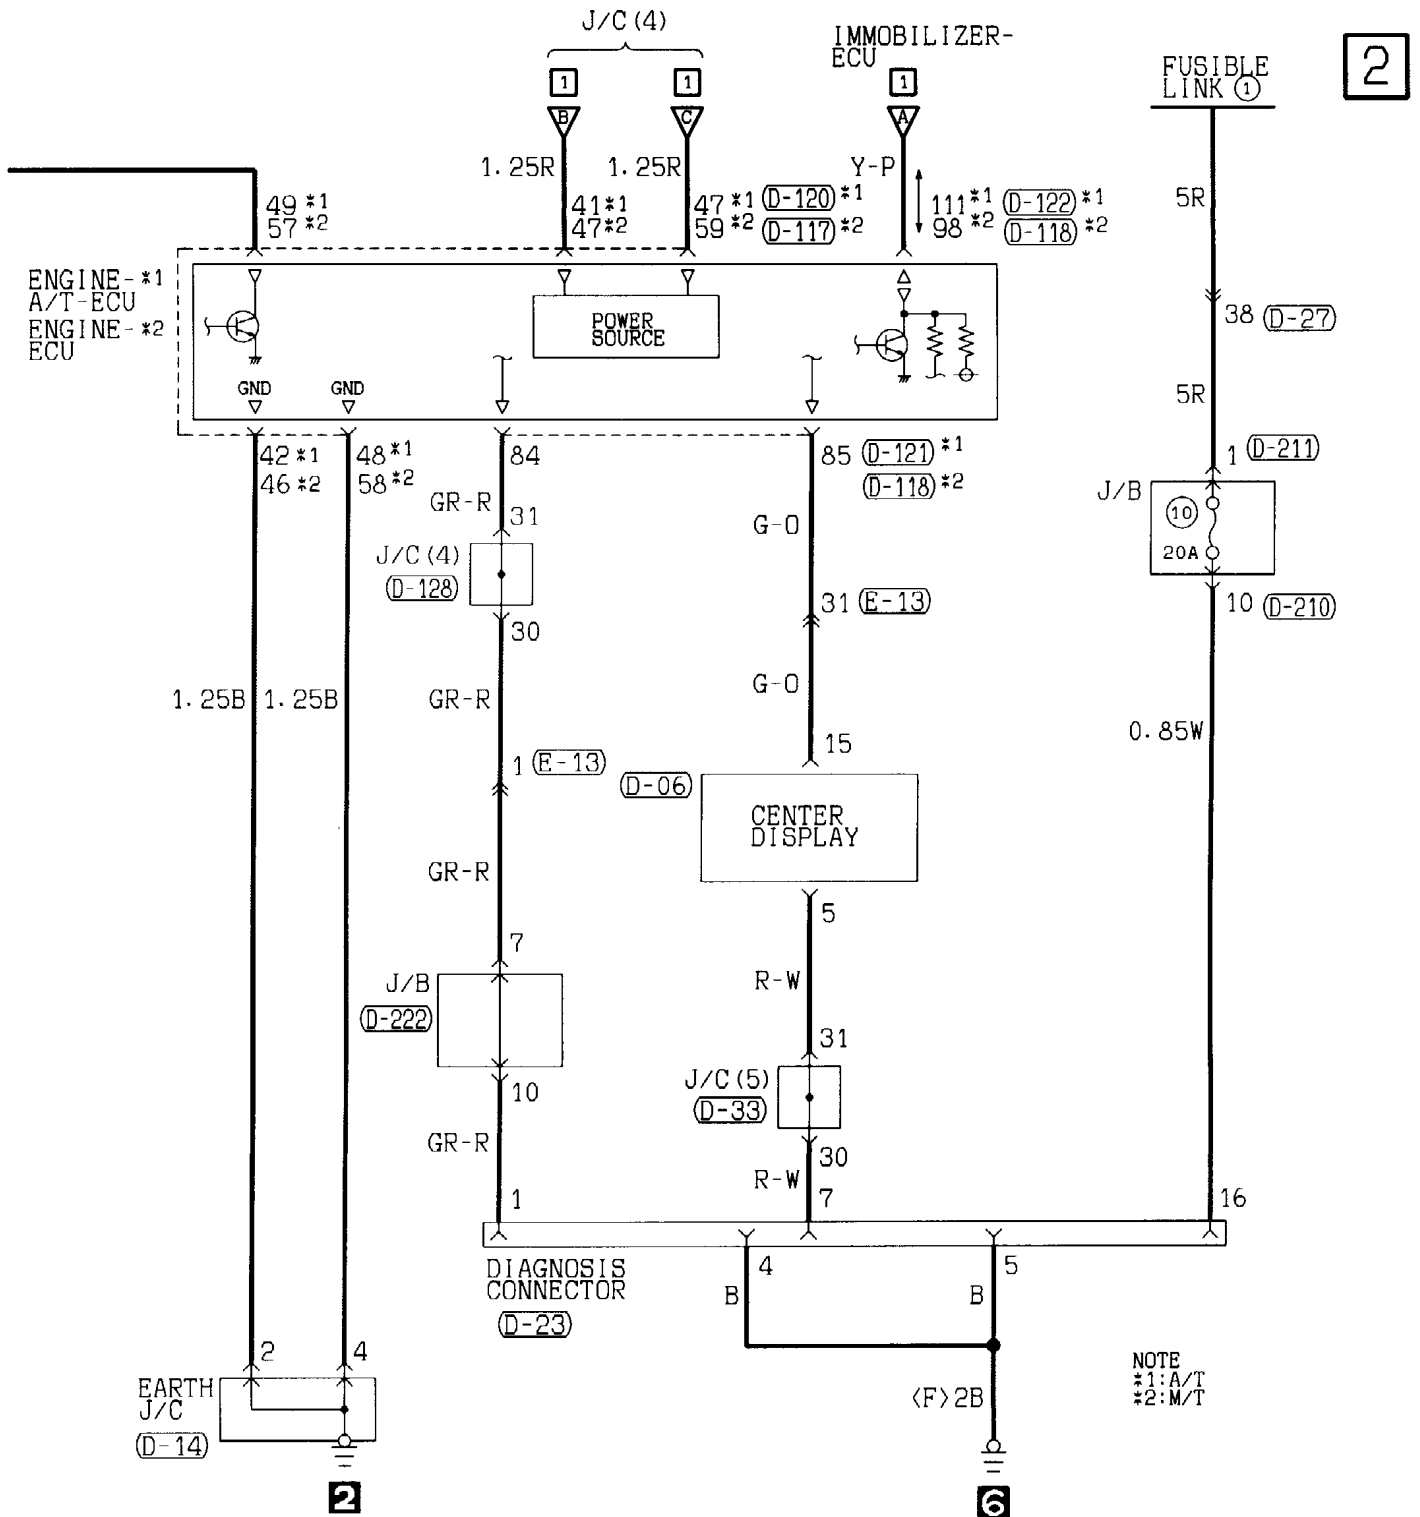 J/C(4)
IMMOBILIZER-
ECU
2
FUSIBLE
LINK ①
1
1
1
B
C
A
1.25R
1.25R
Y-P
5R
49*1
57*2
41*1
47*2
47*1 (D-120)*1
59*2 (D-117)*2
111*1 (D-122)*1
98*2 (D-118)*2
ENGINE-*1
A/T-ECU
ENGINE-*2
ECU
POWER
SOURCE
38 (D-27)
GND
GND
5R
42*1
46*2
48*1
58*2
84
85 (D-121)*1
(D-118)*2
1 (D-211)
J/B
GR-R
31
G-O
10
20A
J/C(4)
(D-128)
31 (E-13)
10 (D-210)
30
1.25B
1.25B
GR-R
G-O
0.85W
1 (E-13)
15
(D-06)
CENTER
DISPLAY
GR-R
5
7
J/B
(D-222)
R-W
31
10
J/C(5)
(D-33)
GR-R
30
R-W
1
7
16
DIAGNOSIS
CONNECTOR
(D-23)
4
5
B
B
2
4
EARTH
J/C
(D-14)
<F>2B
NOTE
*1:A/T
*2:M/T
2
6